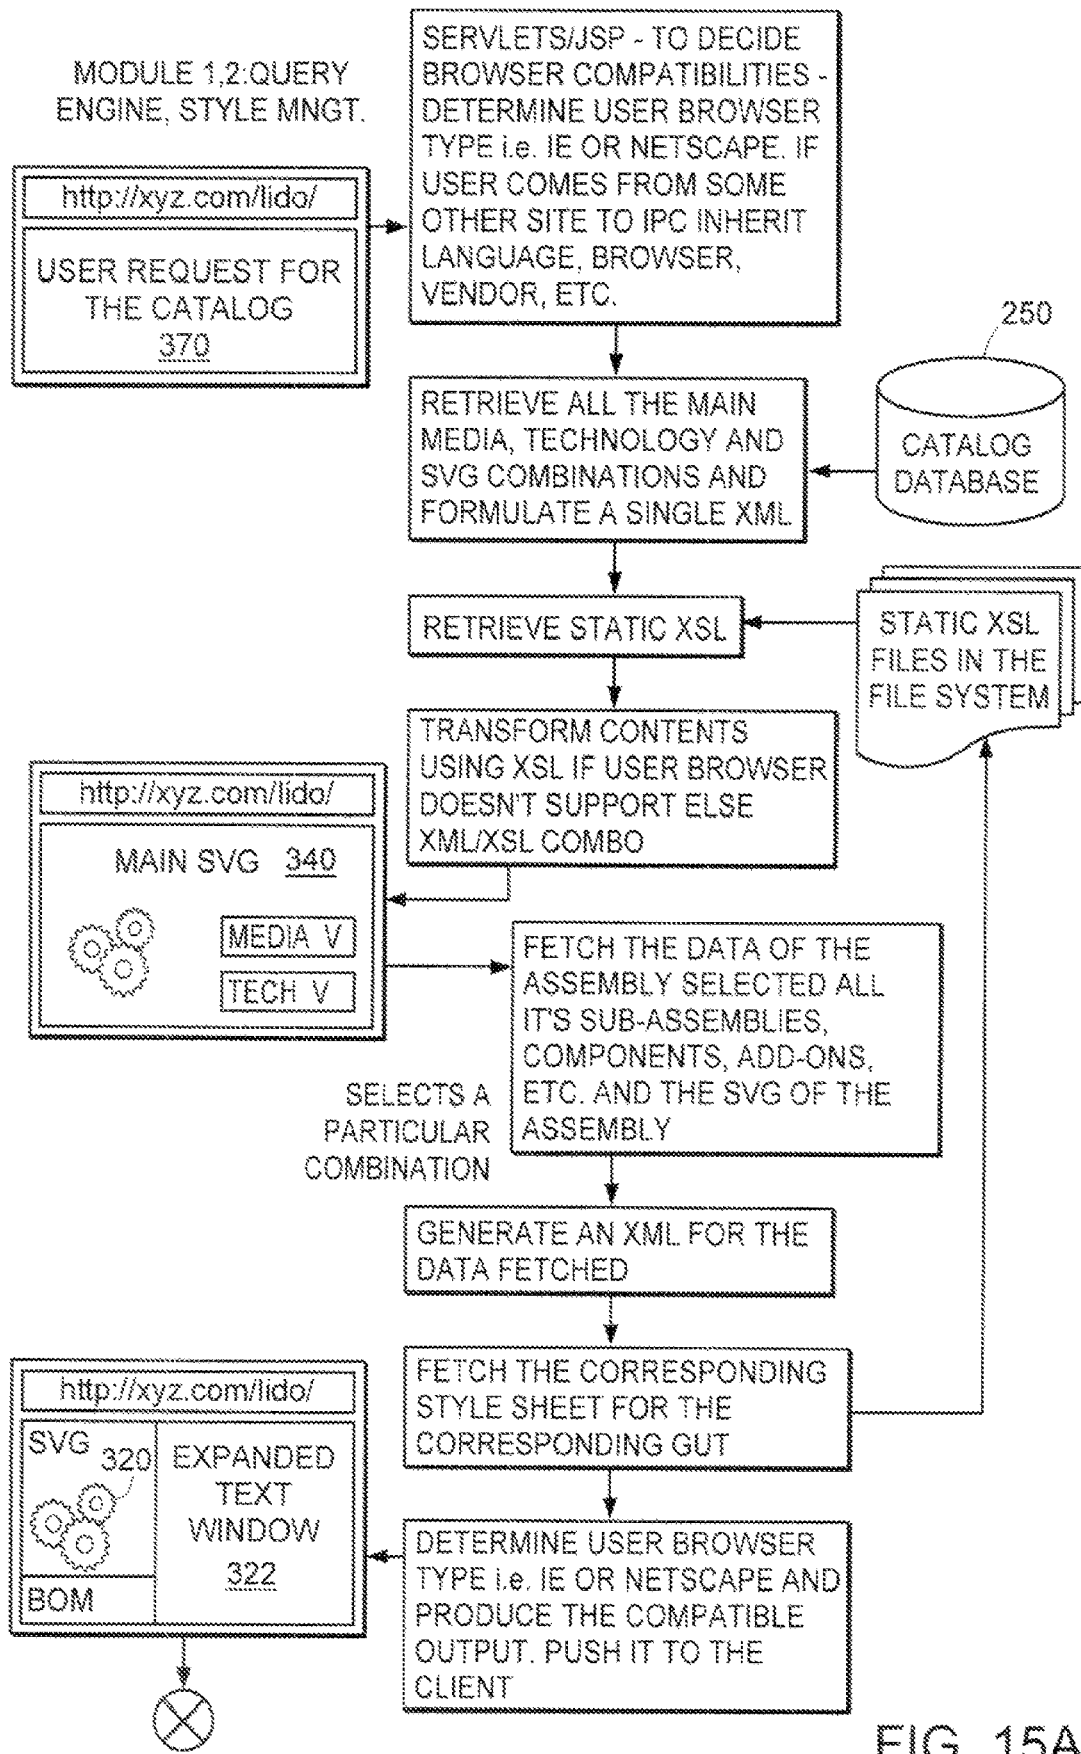 MODULE 1,2:QUERY
ENGINE, STYLE MNGT.
http://xyz.com/lido/
USER REQUEST FOR
THE CATALOG
370
SERVLETS/JSP - TO DECIDE
BROWSER COMPATIBILITIES -
DETERMINE USER BROWSER
TYPE i.e. IE OR NETSCAPE. IF
USER COMES FROM SOME
OTHER SITE TO IPC INHERIT
LANGUAGE, BROWSER,
VENDOR, ETC.
250
RETRIEVE ALL THE MAIN
MEDIA, TECHNOLOGY AND
SVG COMBINATIONS AND
FORMULATE A SINGLE XML
CATALOG
DATABASE
RETRIEVE STATIC XSL
STATIC XSL
FILES IN THE
FILE SYSTEM
TRANSFORM CONTENTS
USING XSL IF USER BROWSER
DOESN'T SUPPORT ELSE
XML/XSL COMBO
http://xyz.com/lido/
MAIN SVG 340
MEDIA V
TECH V
FETCH THE DATA OF THE
ASSEMBLY SELECTED ALL
IT'S SUB-ASSEMBLIES,
COMPONENTS, ADD-ONS,
ETC. AND THE SVG OF THE
ASSEMBLY
SELECTS A
PARTICULAR
COMBINATION
GENERATE AN XML FOR THE
DATA FETCHED
FETCH THE CORRESPONDING
STYLE SHEET FOR THE
CORRESPONDING GUT
http://xyz.com/lido/
SVG
320
EXPANDED
TEXT
WINDOW
322
BOM
DETERMINE USER BROWSER
TYPE i.e. IE OR NETSCAPE AND
PRODUCE THE COMPATIBLE
OUTPUT. PUSH IT TO THE
CLIENT
FIG. 15A